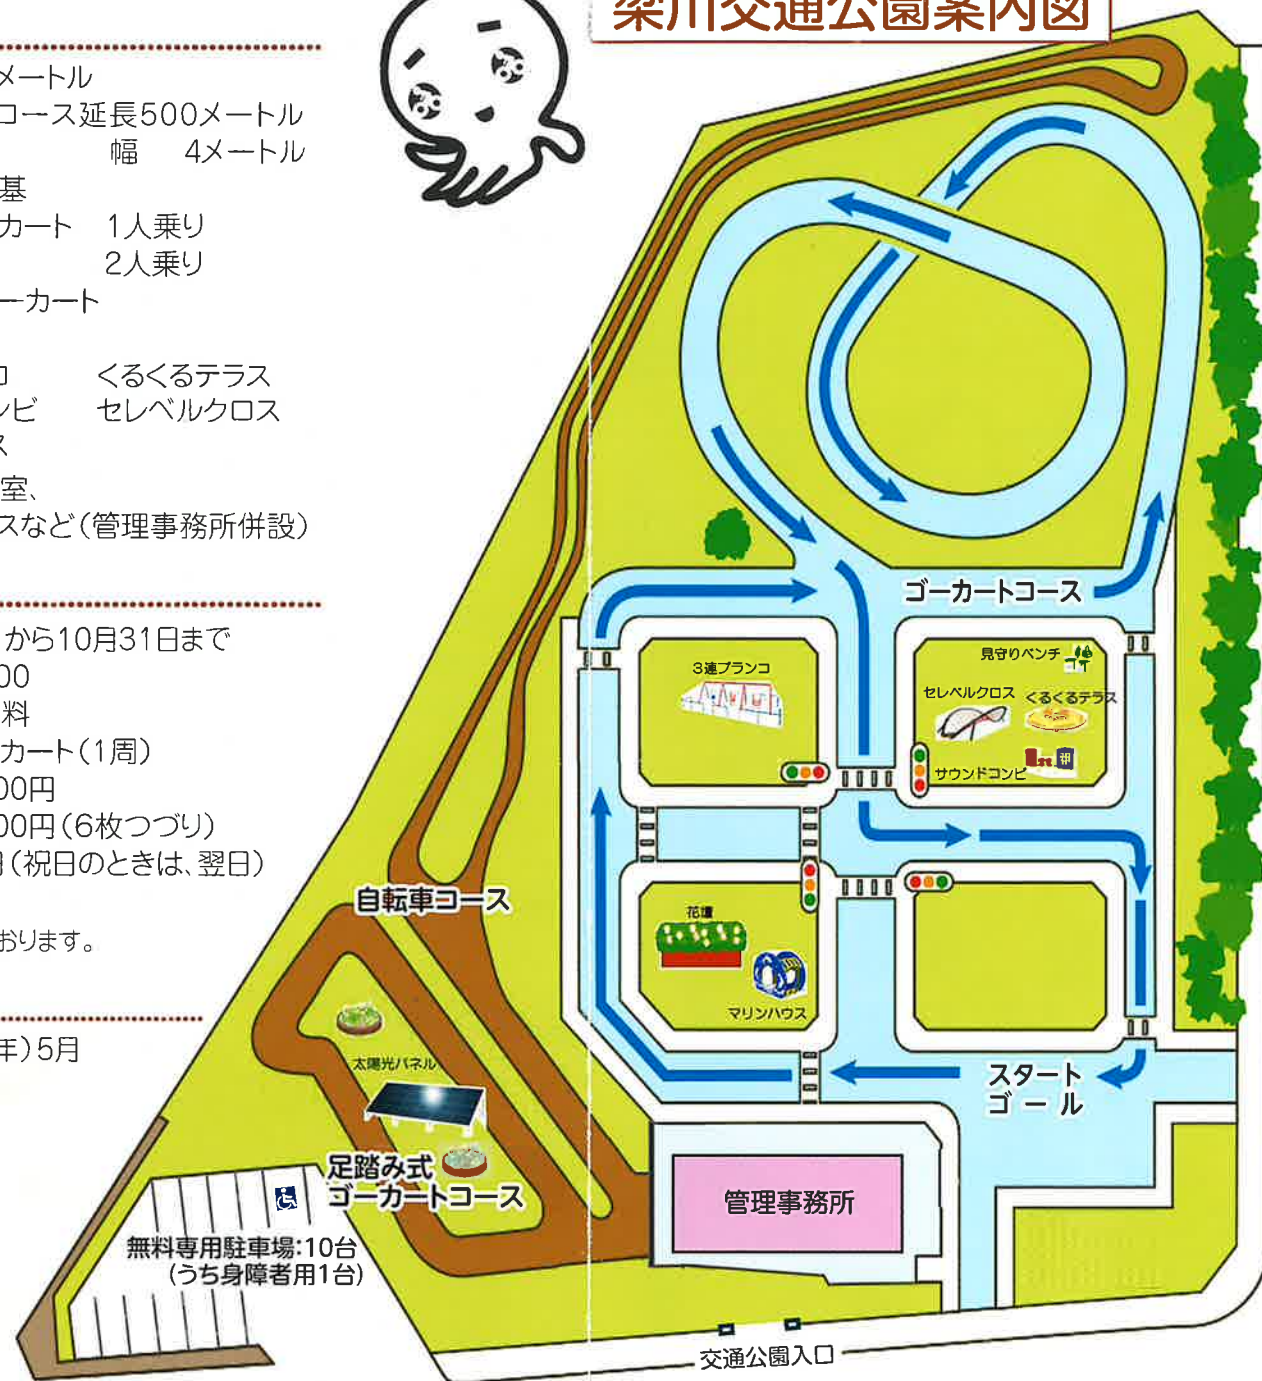 梁川交通公園案内図
メートル
コース延長500メートル
幅 4メートル
基
カート 1人乗り
2人乗り
ーカート
コ くるくるテラス
ンビ セレベルクロス
ス
室、
スなど(管理事務所併設)
から10月31日まで
00
料
カート(1周)
00円
00円(6枚つづり)
日(祝日のときは、翌日)
おります。
年)5月
ゴーカートコース
3連ブランコ
見守りベンチ
セレベルクロス
くるくるテラス
サウンドコンビ
自転車コース
花壇
マリンハウス
太陽光パネル
スタート
ゴール
足踏み式
ゴーカートコース
管理事務所
無料専用駐車場:10台
(うち身障者用1台)
交通公園入口